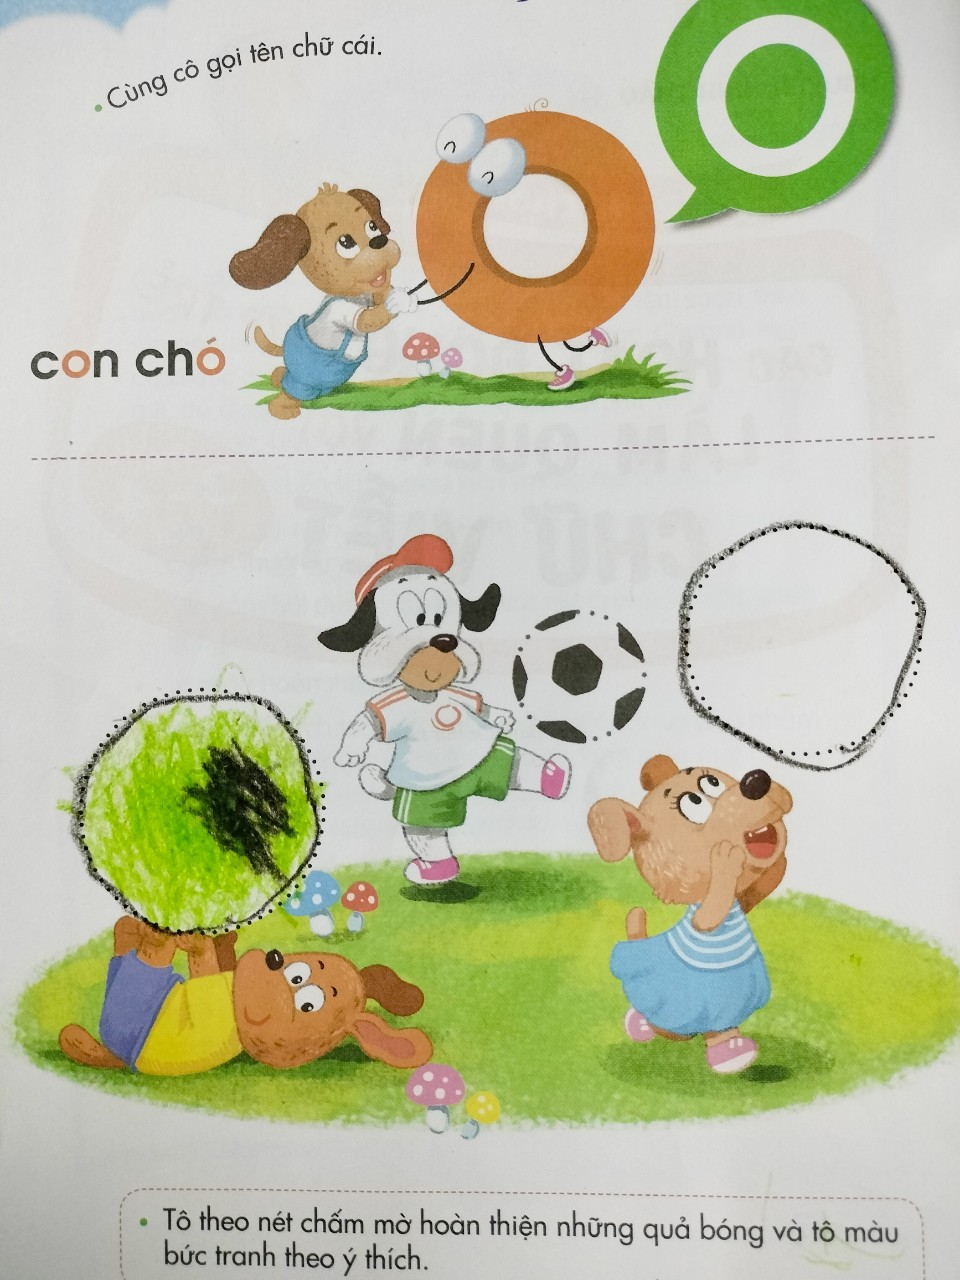 Cùng cô gọi tên chữ cái.
O
con chó
Tô theo nét chấm mờ hoàn thiện những quả bóng và tô màu
bức tranh theo ý thích.